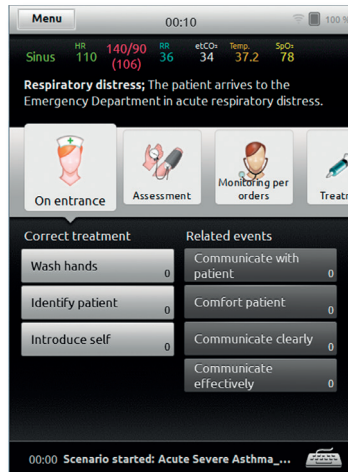 Menu 00:10 100 %
HR 140/90 RR etCO₂ Temp. SpO₂
Sinus 110 (106) 36 34 37.2 78
Respiratory distress; The patient arrives to the
Emergency Department in acute respiratory distress.
On entrance
Assessment
Monitoring per
orders
Treatr
Correct treatment
Wash hands 0
Identify patient 0
Introduce self 0
Related events
Communicate with
patient 0
Comfort patient 0
Communicate clearly 0
Communicate
effectively 0
00:00 Scenario started: Acute Severe Asthma_...